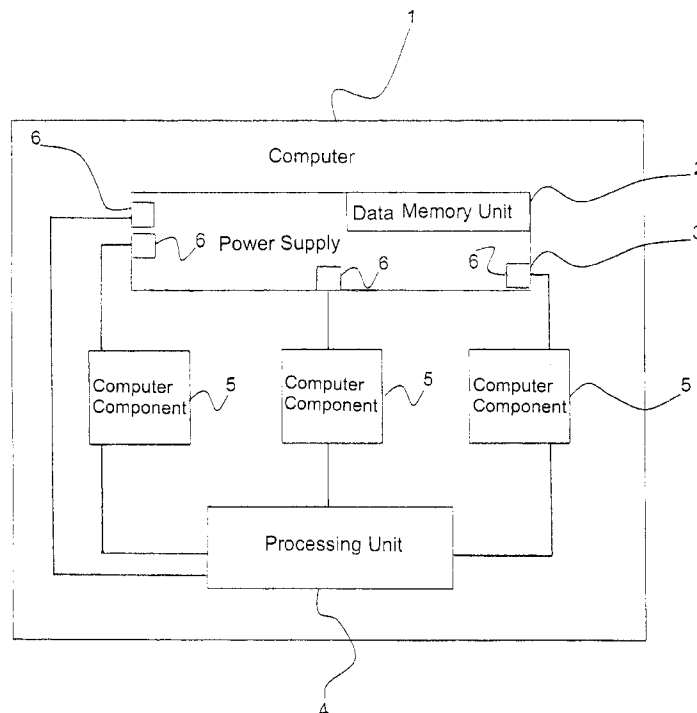 1
Computer
6
2
Data Memory Unit
6
Power Supply
3
6
6
Computer
Component
5
Computer
Component
5
Computer
Component
5
Processing Unit
4